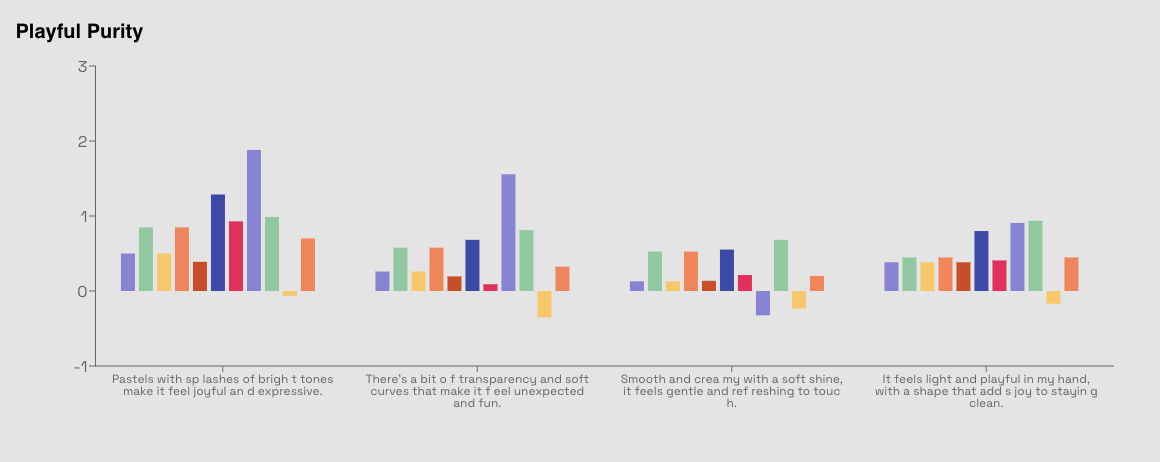 Playful Purity
3
2
1
0
-1
Pastels with sp lashes of brigh t tones
make it feel joyful an d expressive.
There's a bit o f transparency and soft
curves that make it f eel unexpected
and fun.
Smooth and crea my with a soft shine,
it feels gentle and ref reshing to touc
h.
It feels light and playful in my hand,
with a shape that add s joy to stayin g
clean.